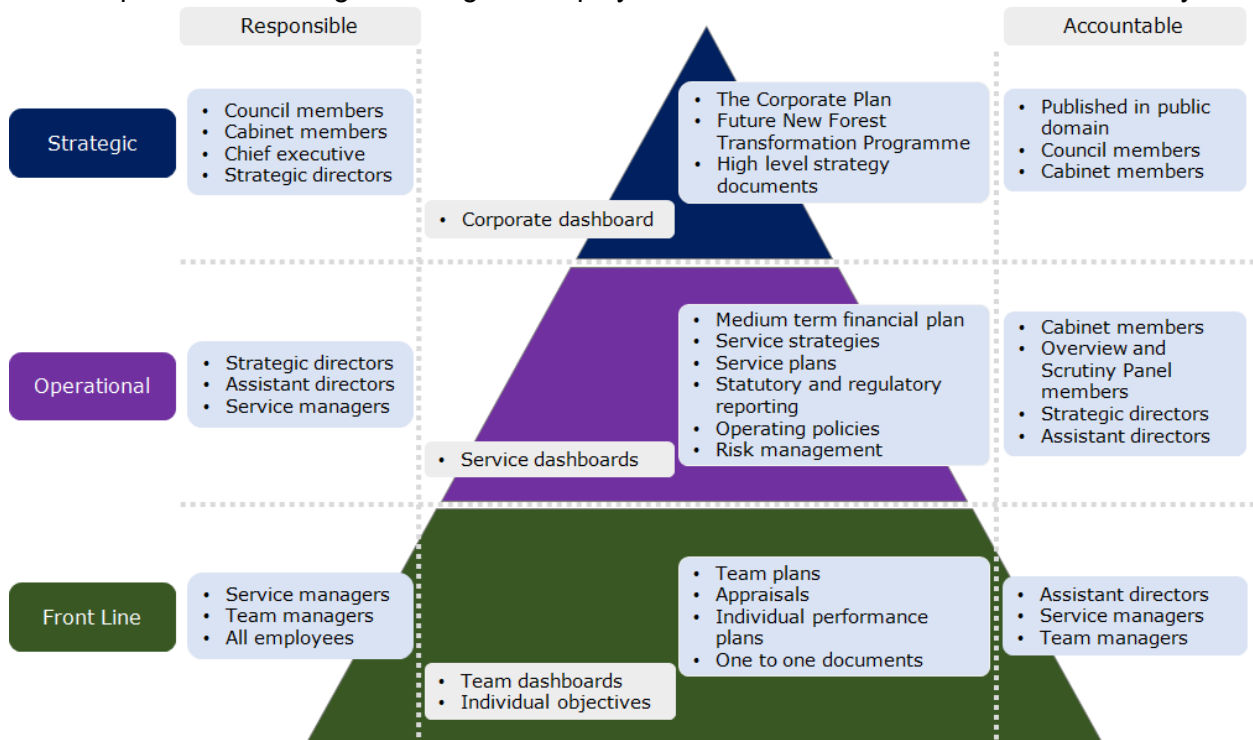 Responsible
Accountable
Strategic
• Council members
• Cabinet members
• Chief executive
• Strategic directors
• Corporate dashboard
• The Corporate Plan
• Future New Forest
Transformation Programme
• High level strategy
documents
• Published in public
domain
• Council members
• Cabinet members
Operational
• Strategic directors
• Assistant directors
• Service managers
• Service dashboards
• Medium term financial plan
• Service strategies
• Service plans
• Statutory and regulatory
reporting
• Operating policies
• Risk management
• Cabinet members
• Overview and
Scrutiny Panel
members
• Strategic directors
• Assistant directors
Front Line
• Service managers
• Team managers
• All employees
• Team dashboards
• Individual objectives
• Team plans
• Appraisals
• Individual performance
plans
• One to one documents
• Assistant directors
• Service managers
• Team managers